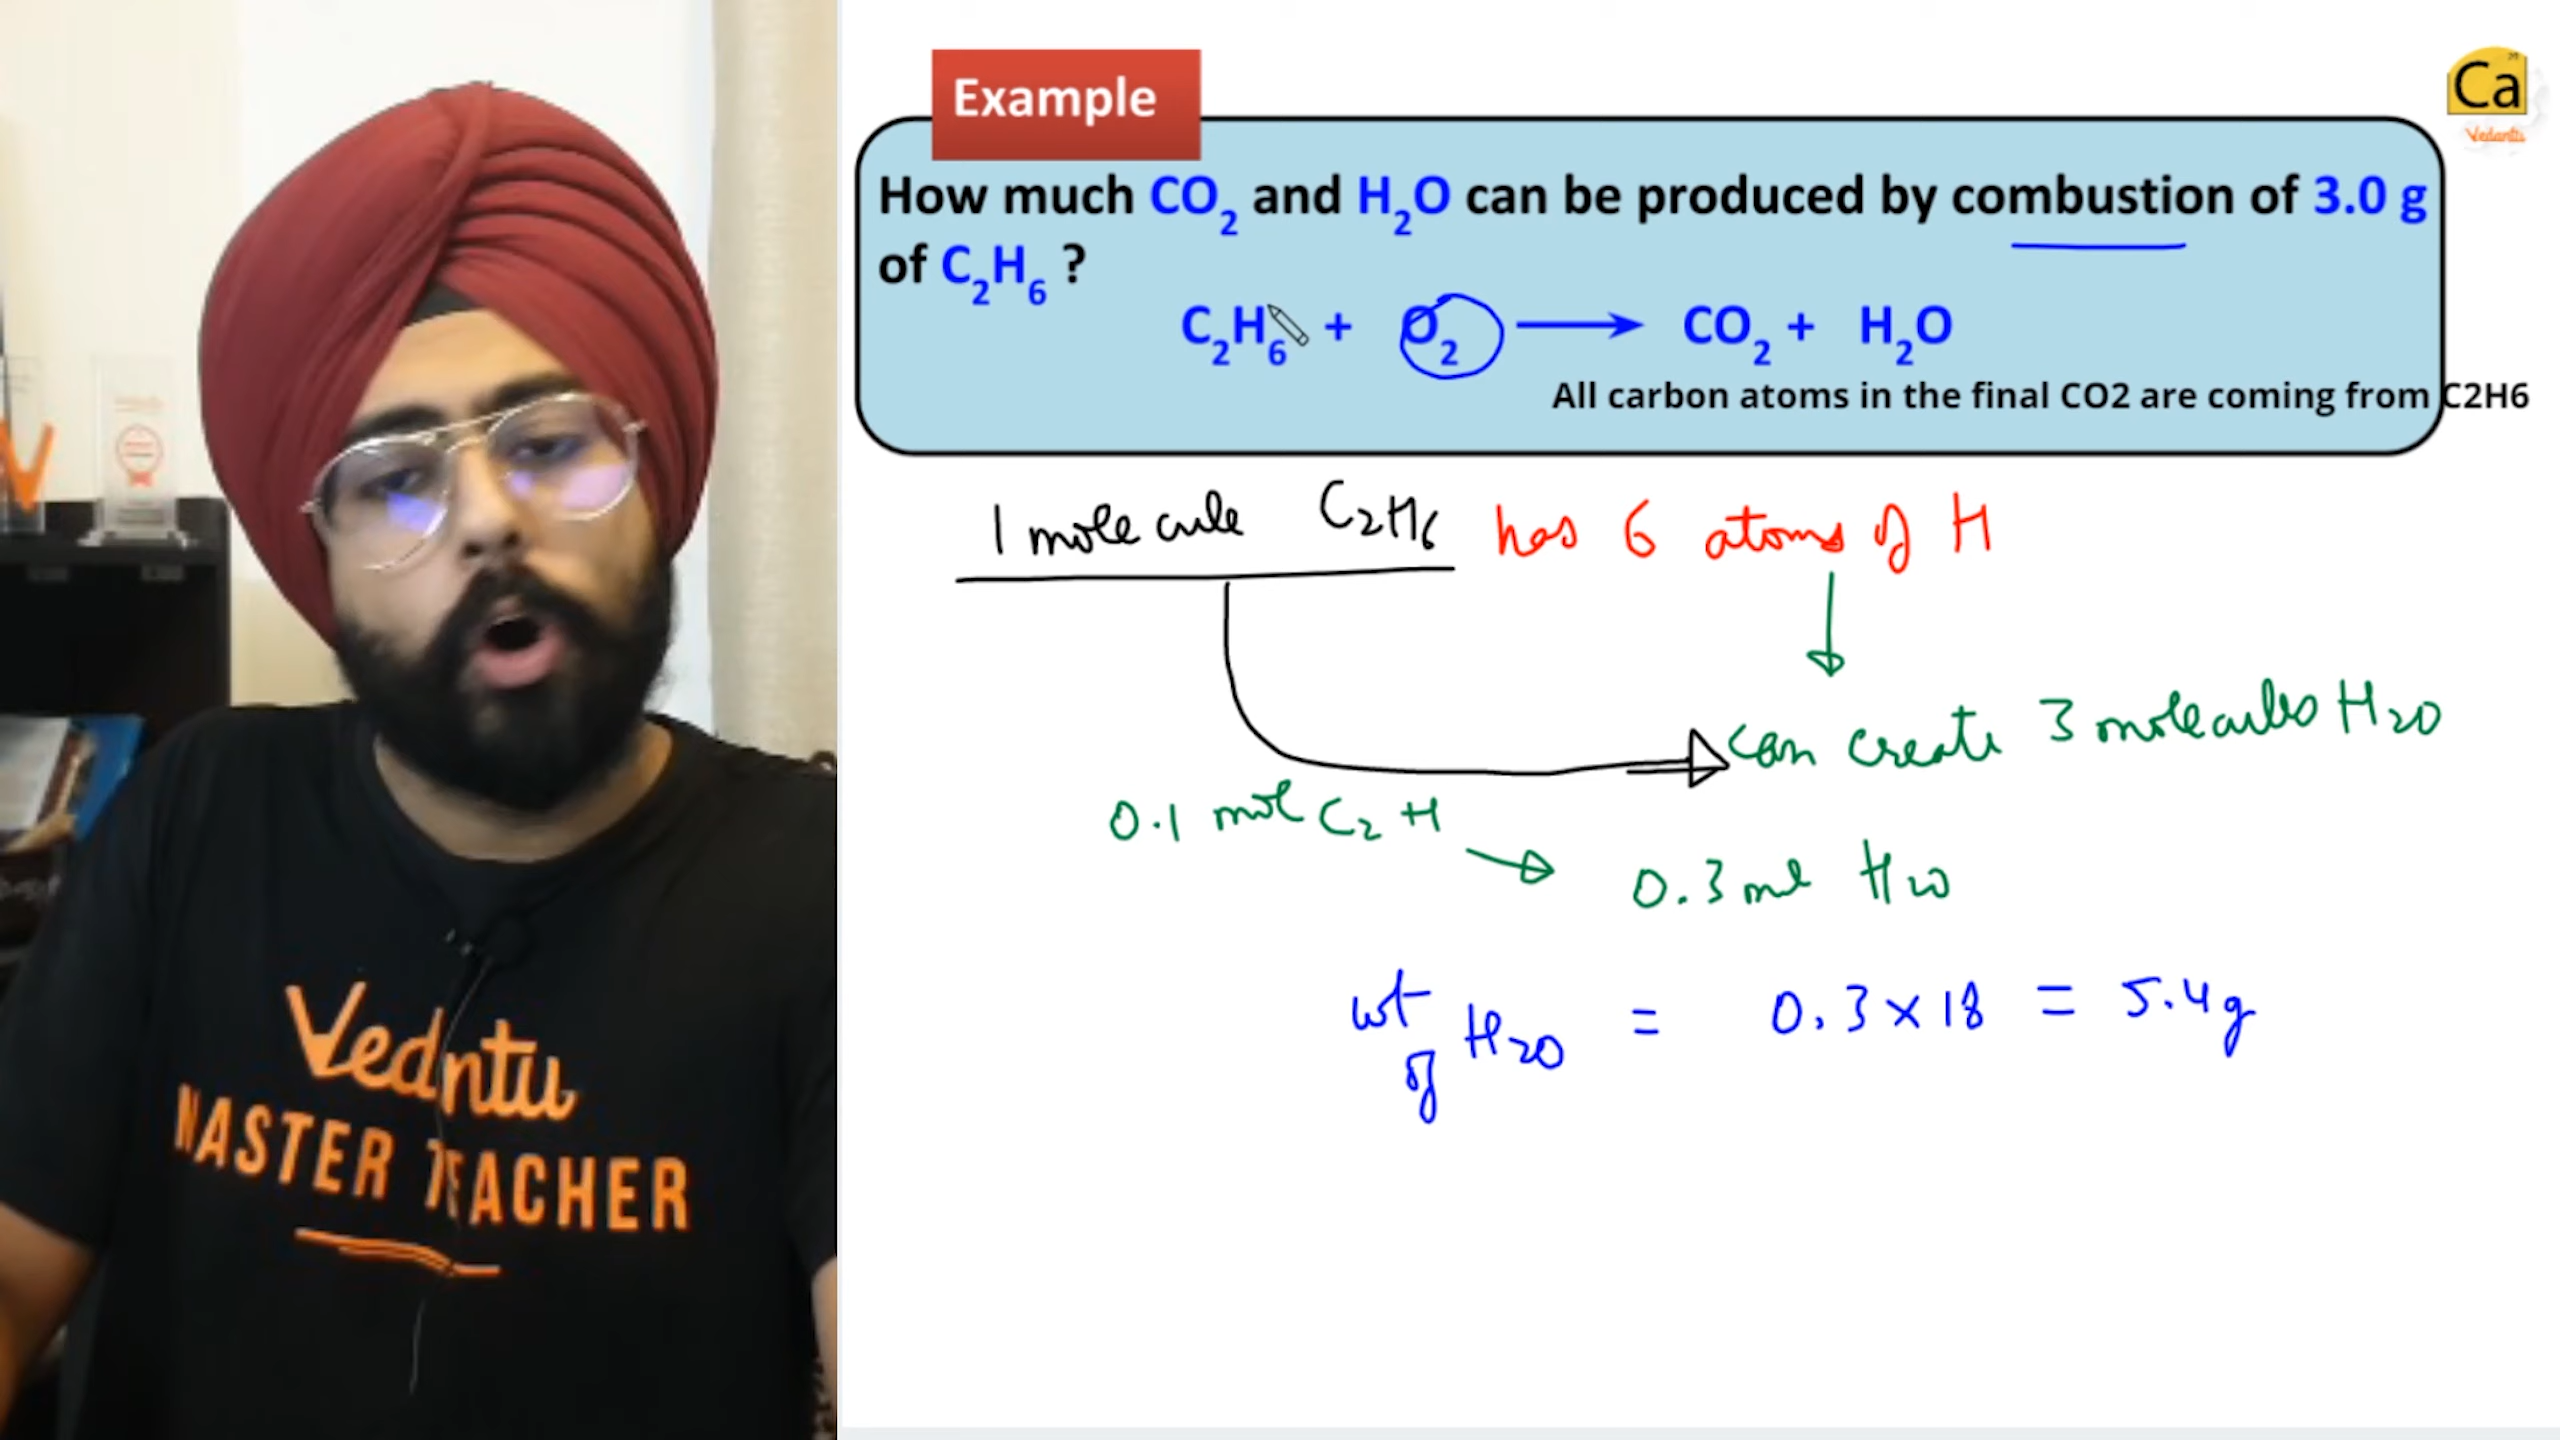 Example
Ca
Vedantu
How much CO₂ and H₂O can be produced by combustion of 3.0 g
of C₂H₆ ?
C₂H₆ + O₂ ⟶ CO₂ + H₂O
All carbon atoms in the final CO2 are coming from C2H6
1 molecule C₂H₆ has 6 atoms of H
can create 3 molecules H₂O
0.1 mol C₂H
0.3 mol H₂O
wt of H₂O = 0.3 × 18 = 5.4 g
Vedantu
MASTER TEACHER